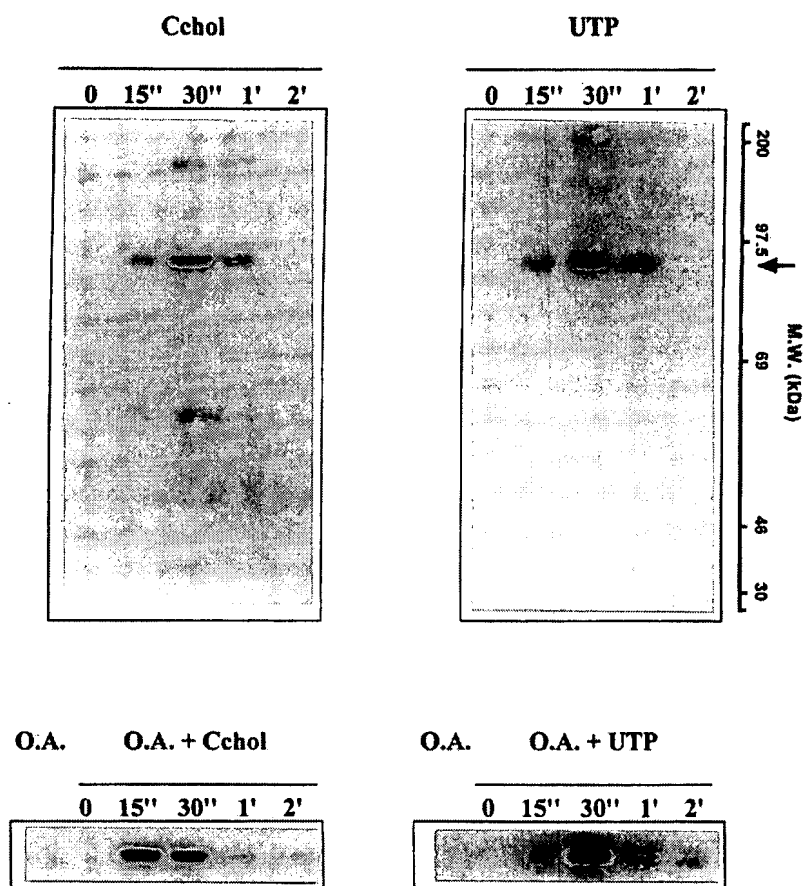 Cchol
UTP
0 15'' 30'' 1' 2'
0 15'' 30'' 1' 2'
200
97.5
69
46
30
M.W. (kDa)
O.A. O.A. + Cchol
O.A. O.A. + UTP
0 15'' 30'' 1' 2'
0 15'' 30'' 1' 2'